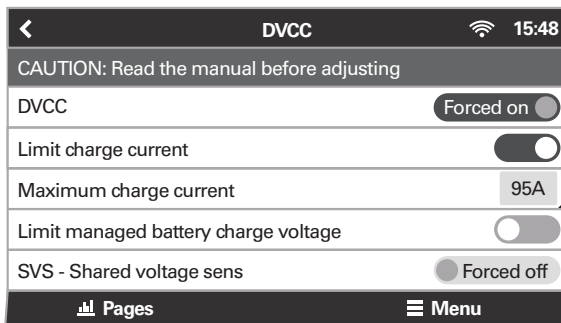 DVCC 15:48
CAUTION: Read the manual before adjusting
DVCC Forced on
Limit charge current
Maximum charge current 95A
Limit managed battery charge voltage
SVS - Shared voltage sens Forced off
Pages Menu